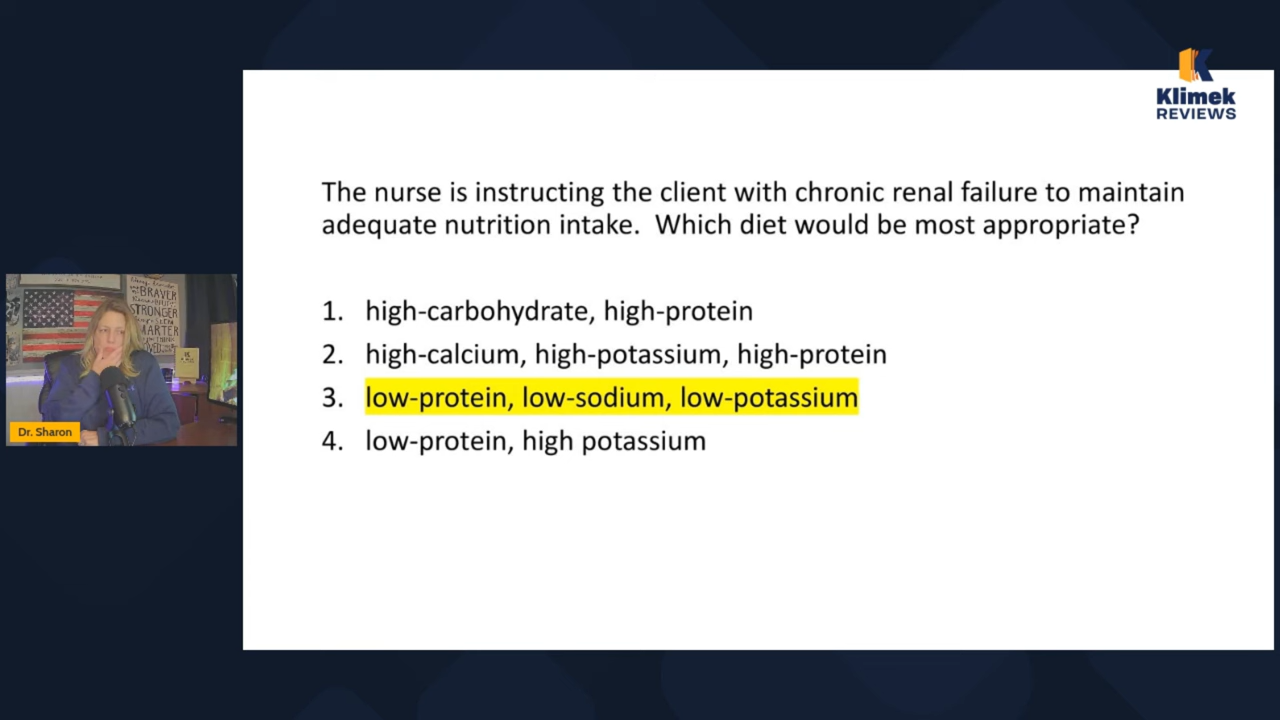 Klimek
REVIEWS
The nurse is instructing the client with chronic renal failure to maintain
adequate nutrition intake.  Which diet would be most appropriate?
1. high-carbohydrate, high-protein
2. high-calcium, high-potassium, high-protein
3. low-protein, low-sodium, low-potassium
4. low-protein, high potassium
BRAVER
STRONGER
Dr. Sharon